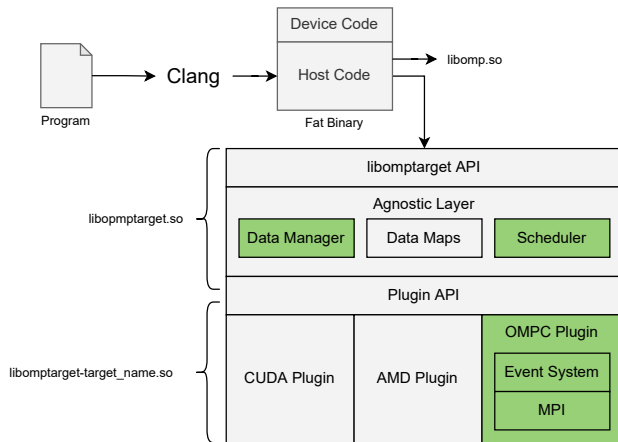 Device Code
Clang
Host Code
libomp.so
Program
Fat Binary
libomptarget API
Agnostic Layer
libopmptarget.so
Data Manager
Data Maps
Scheduler
Plugin API
OMPC Plugin
libomptarget-target_name.so
CUDA Plugin
AMD Plugin
Event System
MPI